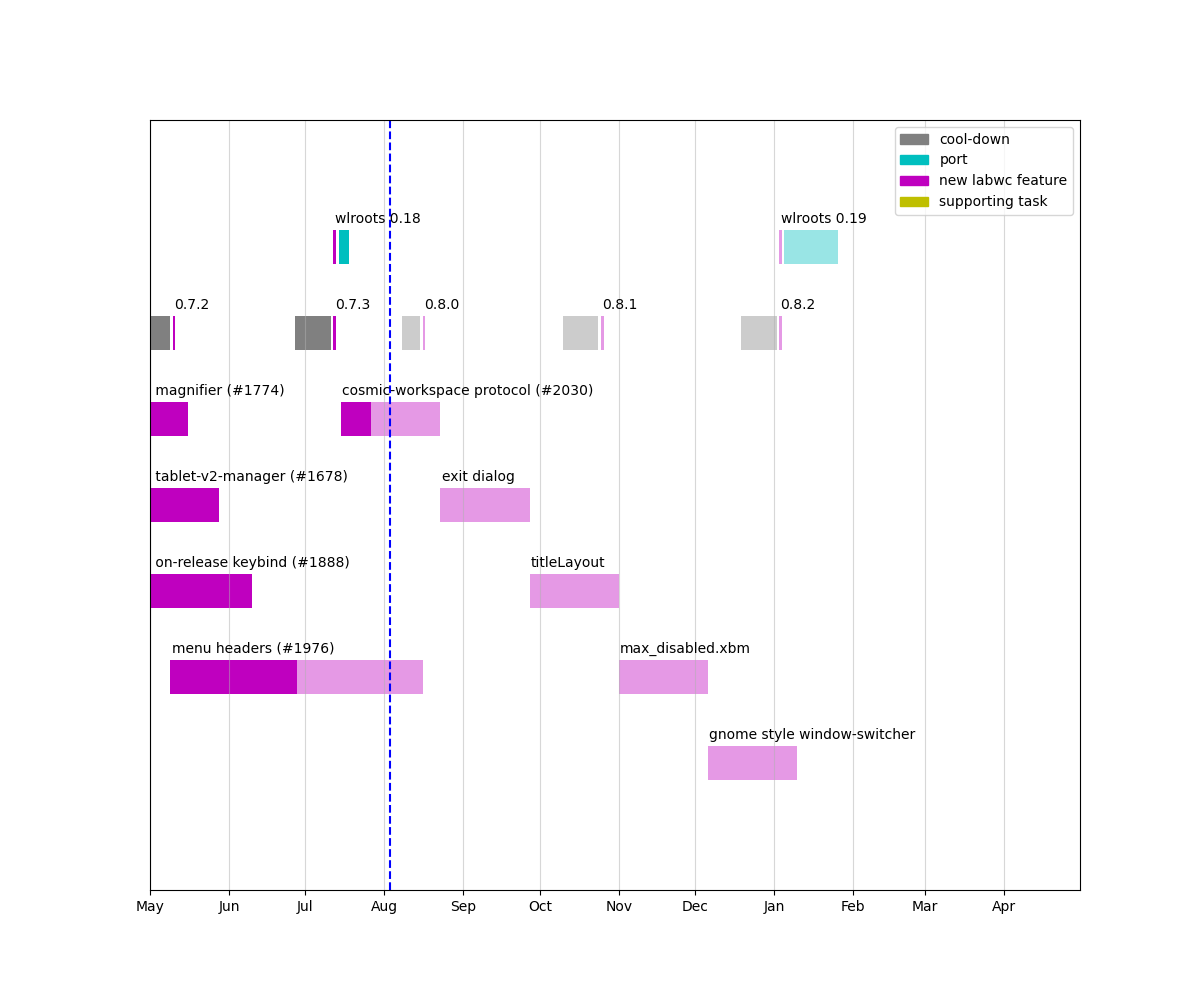 cool-down
port
new labwc feature
supporting task
wlroots 0.18
wlroots 0.19
0.7.2
0.7.3
0.8.0
0.8.1
0.8.2
magnifier (#1774)
cosmic-workspace protocol (#2030)
tablet-v2-manager (#1678)
exit dialog
on-release keybind (#1888)
titleLayout
menu headers (#1976)
max_disabled.xbm
gnome style window-switcher
May Jun Jul Aug Sep Oct Nov Dec Jan Feb Mar Apr